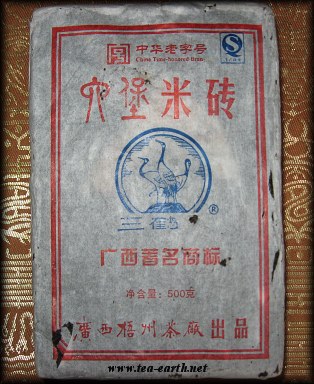 中华老字号
China Time-honored Brand
六堡米砖
三鹤
®
广西著名商标
净含量：500克
廣西梧州茶廠出品
www.tea-earth.net